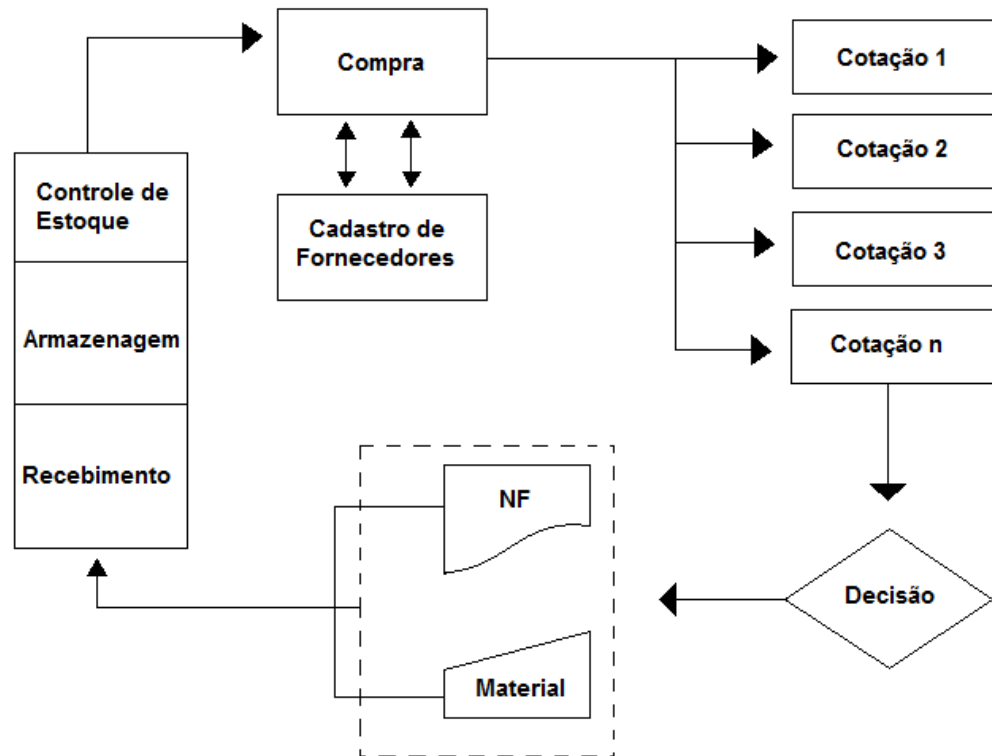 Compra
Cotação 1
Cotação 2
Controle de
Estoque
Cadastro de
Fornecedores
Cotação 3
Armazenagem
Cotação n
Recebimento
NF
Decisão
Material